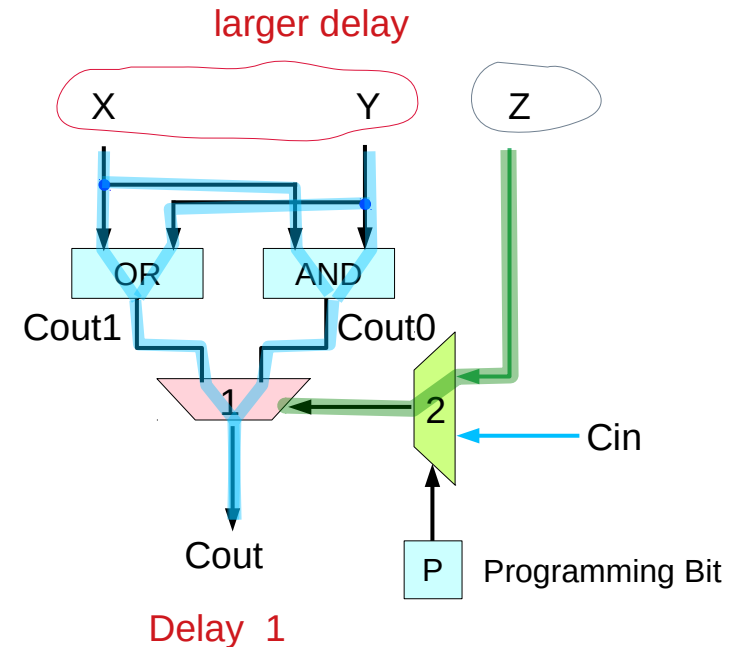 larger delay
X Y Z
OR AND
Cout1 Cout0
1 2
Cin
Cout
P Programming Bit
Delay 1